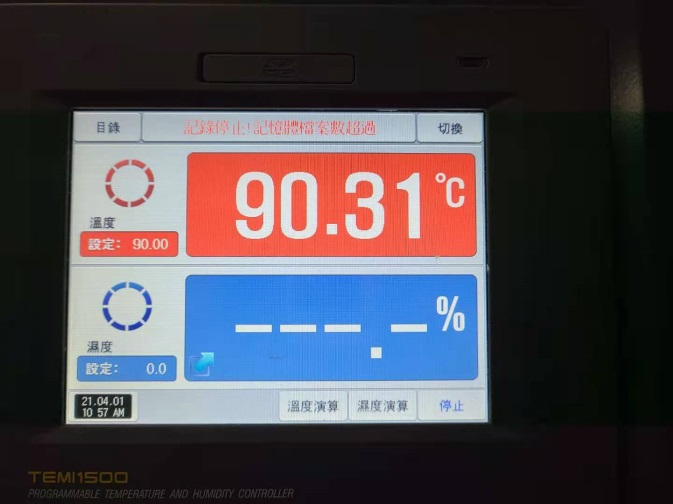 目錄
記錄停止!記憶體檔案數超過
切換
90.31 ℃
溫度
設定: 90.00
---.- %
濕度
設定: 0.0
21.04.01
10 57 AM
溫度演算
濕度演算
停止
TEMI1500
PROGRAMMABLE TEMPERATURE AND HUMIDITY CONTROLLER